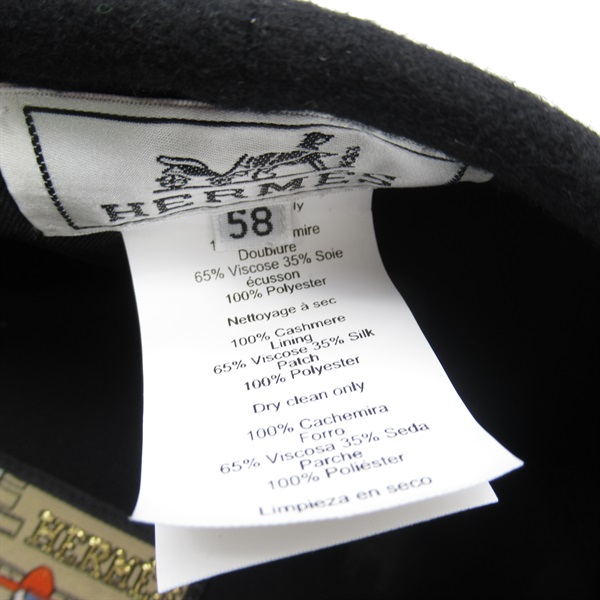 HERMES
58
ly
1 mire
Doublure
65% Viscose 35% Soie
écusson
100% Polyester
Nettoyage à sec
100% Cashmere
Lining
65% Viscose 35% Silk
Patch
100% Polyester
Dry clean only
100% Cachemira
Forro
65% Viscosa 35% Seda
Parche
100% Poliéster
Limpieza en seco
HERMES